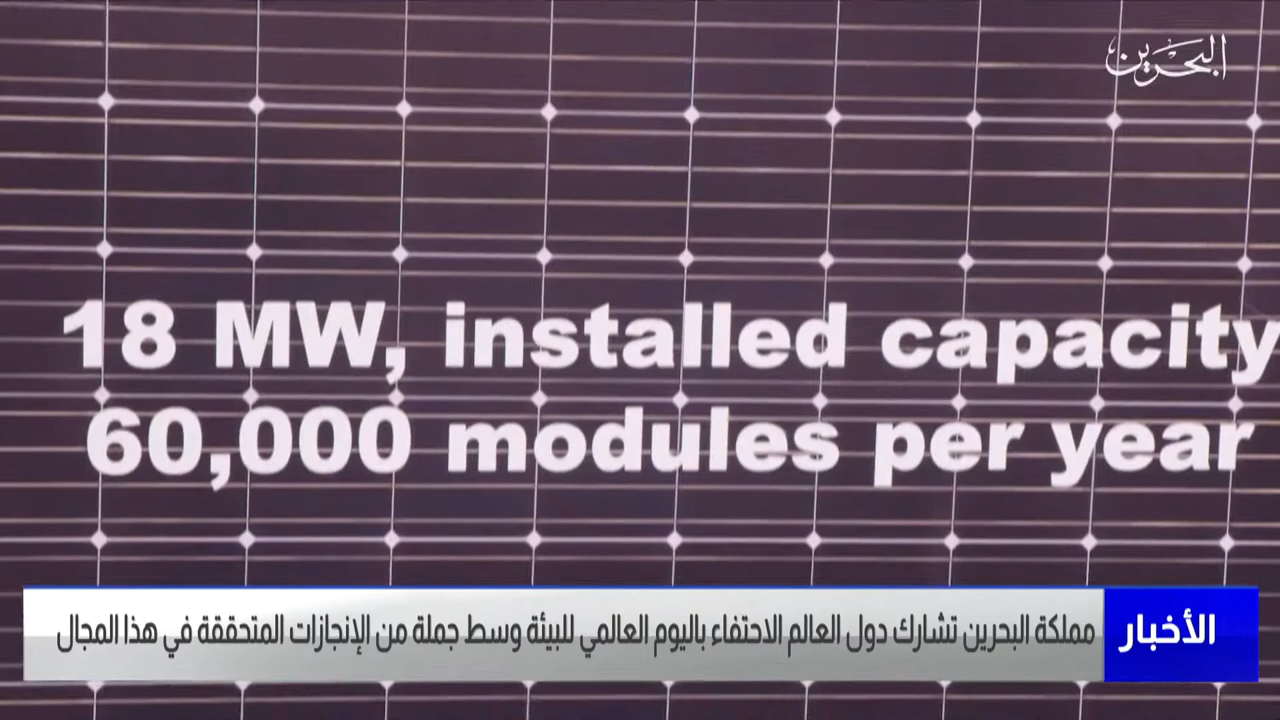 البحرين
18 MW, installed capacity
60,000 modules per year
الأخبار
مملكة البحرين تشارك دول العالم الاحتفاء باليوم العالمي للبيئة وسط جملة من الإنجازات المتحققة في هذا المجال